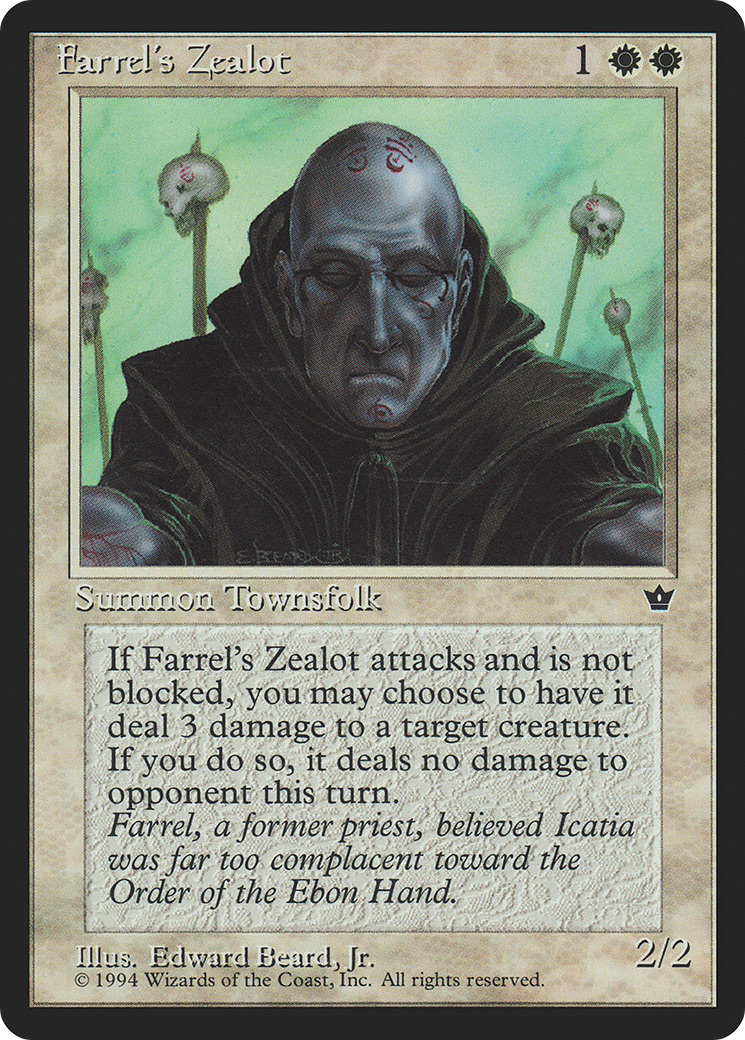 Farrel's Zealot 1
Summon Townsfolk
If Farrel's Zealot attacks and is not
blocked, you may choose to have it
deal 3 damage to a target creature.
If you do so, it deals no damage to
opponent this turn.
Farrel, a former priest, believed Icatia
was far too complacent toward the
Order of the Ebon Hand.
Illus. Edward Beard, Jr.
2/2
© 1994 Wizards of the Coast, Inc. All rights reserved.